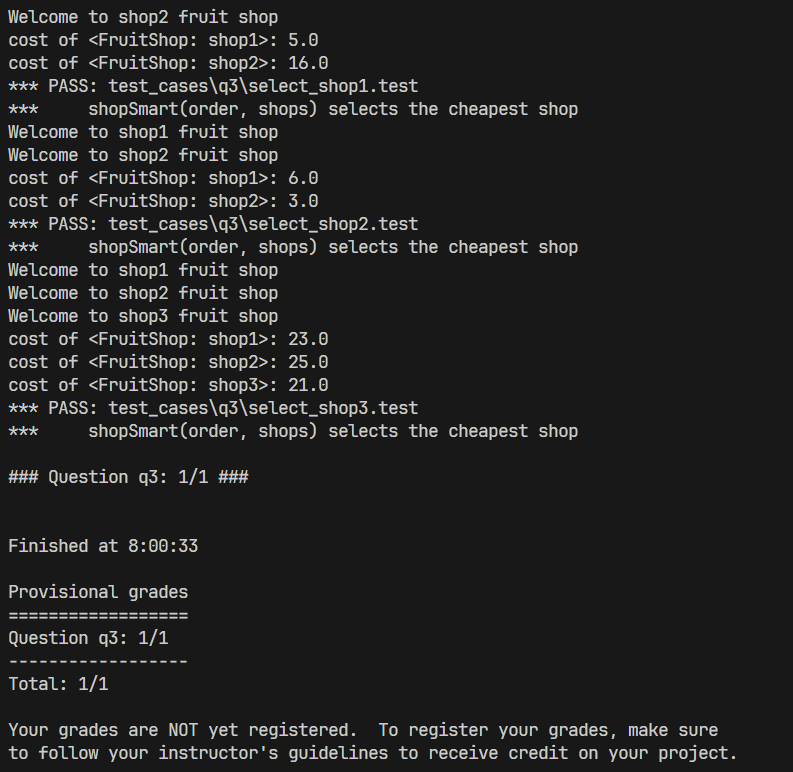 Welcome to shop2 fruit shop
cost of <FruitShop: shop1>: 5.0
cost of <FruitShop: shop2>: 16.0
*** PASS: test_cases\q3\select_shop1.test
***     shopSmart(order, shops) selects the cheapest shop
Welcome to shop1 fruit shop
Welcome to shop2 fruit shop
cost of <FruitShop: shop1>: 6.0
cost of <FruitShop: shop2>: 3.0
*** PASS: test_cases\q3\select_shop2.test
***     shopSmart(order, shops) selects the cheapest shop
Welcome to shop1 fruit shop
Welcome to shop2 fruit shop
Welcome to shop3 fruit shop
cost of <FruitShop: shop1>: 23.0
cost of <FruitShop: shop2>: 25.0
cost of <FruitShop: shop3>: 21.0
*** PASS: test_cases\q3\select_shop3.test
***     shopSmart(order, shops) selects the cheapest shop

### Question q3: 1/1 ###


Finished at 8:00:33

Provisional grades
==================
Question q3: 1/1
------------------
Total: 1/1

Your grades are NOT yet registered.  To register your grades, make sure
to follow your instructor's guidelines to receive credit on your project.